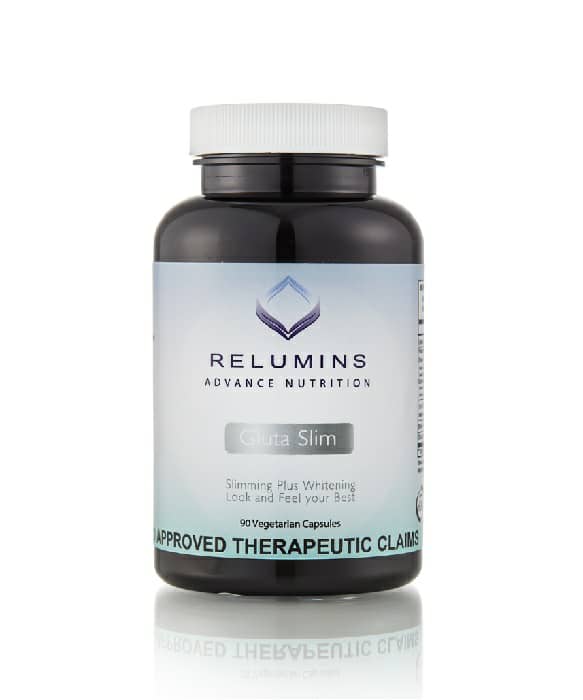 RELUMINS
ADVANCE NUTRITION
Gluta Slim
Slimming Plus Whitening
Look and Feel your Best
90 Vegetarian Capsules
APPROVED THERAPEUTIC CLAIMS